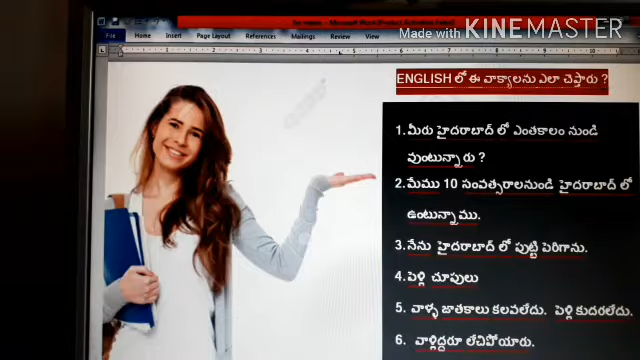 Made with KINEMASTER
File Home Insert Page Layout References Mailings Review View
ENGLISH లో ఈ వాక్యాలను ఎలా చెప్తారు ?
1. మీరు హైదరాబాద్ లో ఎంతకాలం నుండి
వుంటున్నారు ?
2. మేము 10 సంవత్సరాలనుండి హైదరాబాద్ లో
ఉంటున్నాము.
3. నేను హైదరాబాద్ లో పుట్టి పెరిగాను.
4. పెళ్లి చూపులు
5. వాళ్ళ జాతకాలు కలవలేదు. పెళ్లి కుదరలేదు.
6. వాళ్లిద్దరూ లేచిపోయారు.